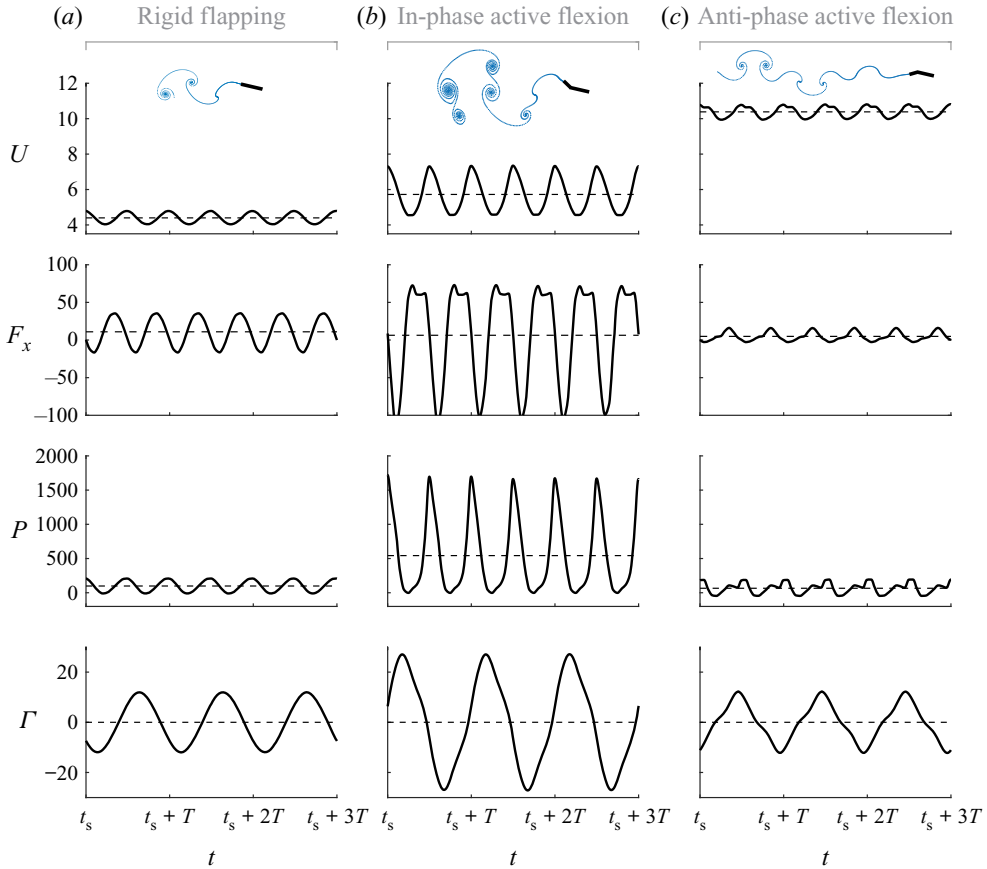 (a) Rigid flapping
(b) In-phase active flexion
(c) Anti-phase active flexion
U
12
10
8
6
4
F_x
100
50
0
−50
−100
P
2000
1500
1000
500
0
Γ
20
0
−20
t_s t_s + T t_s + 2T t_s + 3T
t_s t_s + T t_s + 2T t_s + 3T
t_s t_s + T t_s + 2T t_s + 3T
t t t